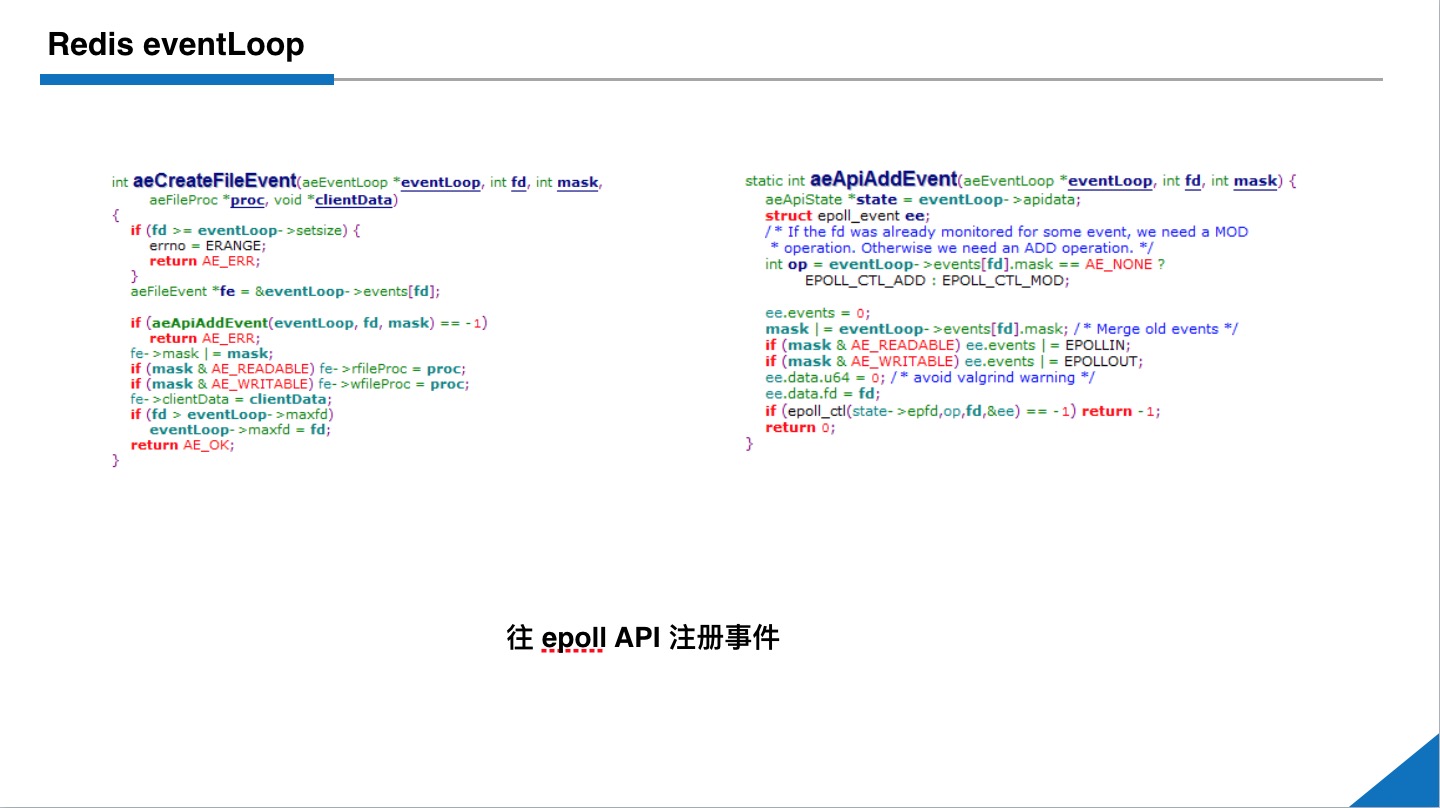 Redis eventLoop
int aeCreateFileEvent(aeEventLoop *eventLoop, int fd, int mask,
        aeFileProc *proc, void *clientData)
{
    if (fd >= eventLoop->setsize) {
        errno = ERANGE;
        return AE_ERR;
    }
    aeFileEvent *fe = &eventLoop->events[fd];

    if (aeApiAddEvent(eventLoop, fd, mask) == -1)
        return AE_ERR;
    fe->mask |= mask;
    if (mask & AE_READABLE) fe->rfileProc = proc;
    if (mask & AE_WRITABLE) fe->wfileProc = proc;
    fe->clientData = clientData;
    if (fd > eventLoop->maxfd)
        eventLoop->maxfd = fd;
    return AE_OK;
}
static int aeApiAddEvent(aeEventLoop *eventLoop, int fd, int mask) {
    aeApiState *state = eventLoop->apidata;
    struct epoll_event ee;
    /* If the fd was already monitored for some event, we need a MOD
     * operation. Otherwise we need an ADD operation. */
    int op = eventLoop->events[fd].mask == AE_NONE ?
            EPOLL_CTL_ADD : EPOLL_CTL_MOD;

    ee.events = 0;
    mask |= eventLoop->events[fd].mask; /* Merge old events */
    if (mask & AE_READABLE) ee.events |= EPOLLIN;
    if (mask & AE_WRITABLE) ee.events |= EPOLLOUT;
    ee.data.u64 = 0; /* avoid valgrind warning */
    ee.data.fd = fd;
    if (epoll_ctl(state->epfd,op,fd,&ee) == -1) return -1;
    return 0;
}
往 epoll API 注册事件